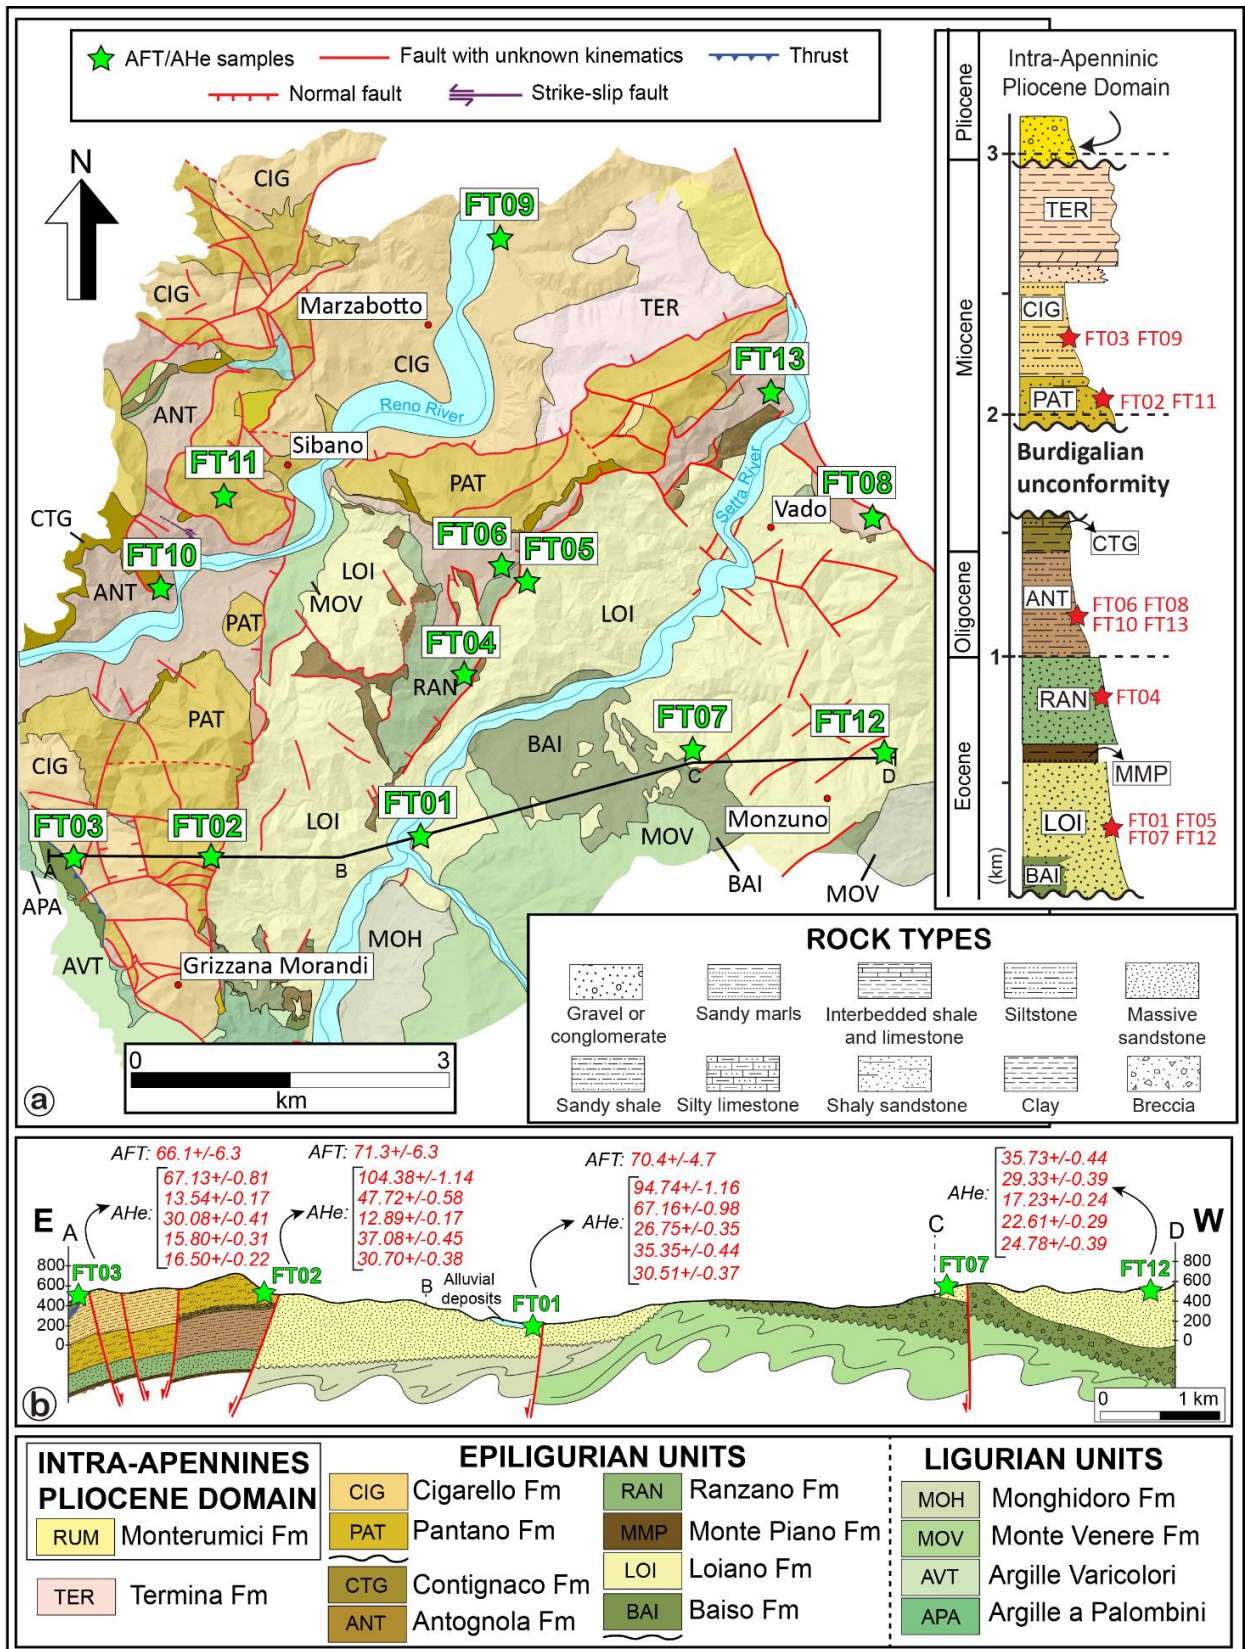 AFT/AHe samples
Fault with unknown kinematics
Thrust
Normal fault
Strike-slip fault
N
CIG
FT09
CIG
Marzabotto
TER
CIG
FT13
ANT
Reno River
Sibano
FT11
PAT
Setta River
FT08
CTG
Vado
FT06
FT05
FT10
LOI
ANT
MOV
LOI
PAT
FT04
RAN
PAT
FT07
FT12
BAI
CIG
C
D
FT01
FT03
FT02
LOI
Monzuno
MOV
A
B
BAI
MOV
APA
MOH
AVT
Grizzana Morandi
0 3
km
a
Intra-Apenninic
Pliocene Domain
Pliocene
3
TER
Miocene
CIG
FT03 FT09
PAT
FT02 FT11
2
Burdigalian
unconformity
CTG
Oligocene
ANT
FT06 FT08
FT10 FT13
1
RAN
FT04
MMP
Eocene
LOI
FT01 FT05
FT07 FT12
(km)
BAI
ROCK TYPES
Gravel or
conglomerate
Sandy marls
Interbedded shale
and limestone
Siltstone
Massive
sandstone
Sandy shale
Silty limestone
Shaly sandstone
Clay
Breccia
AFT: 66.1+/-6.3
AHe:
67.13+/-0.81
13.54+/-0.17
30.08+/-0.41
15.80+/-0.31
16.50+/-0.22
AFT: 71.3+/-6.3
AHe:
104.38+/-1.14
47.72+/-0.58
12.89+/-0.17
37.08+/-0.45
30.70+/-0.38
AFT: 70.4+/-4.7
AHe:
94.74+/-1.16
67.16+/-0.98
26.75+/-0.35
35.35+/-0.44
30.51+/-0.37
AHe:
35.73+/-0.44
29.33+/-0.39
17.23+/-0.24
22.61+/-0.29
24.78+/-0.39
E
A
C
D
W
800
600
400
200
0
FT03
FT02
B
Alluvial
deposits
FT01
FT07
FT12
800
600
400
200
0
0 1 km
b
INTRA-APENNINES
PLIOCENE DOMAIN
RUM Monterumici Fm
TER Termina Fm
EPILIGURIAN UNITS
CIG Cigarello Fm
PAT Pantano Fm
CTG Contignaco Fm
ANT Antognola Fm
RAN Ranzano Fm
MMP Monte Piano Fm
LOI Loiano Fm
BAI Baiso Fm
LIGURIAN UNITS
MOH Monghidoro Fm
MOV Monte Venere Fm
AVT Argille Varicolori
APA Argille a Palombini